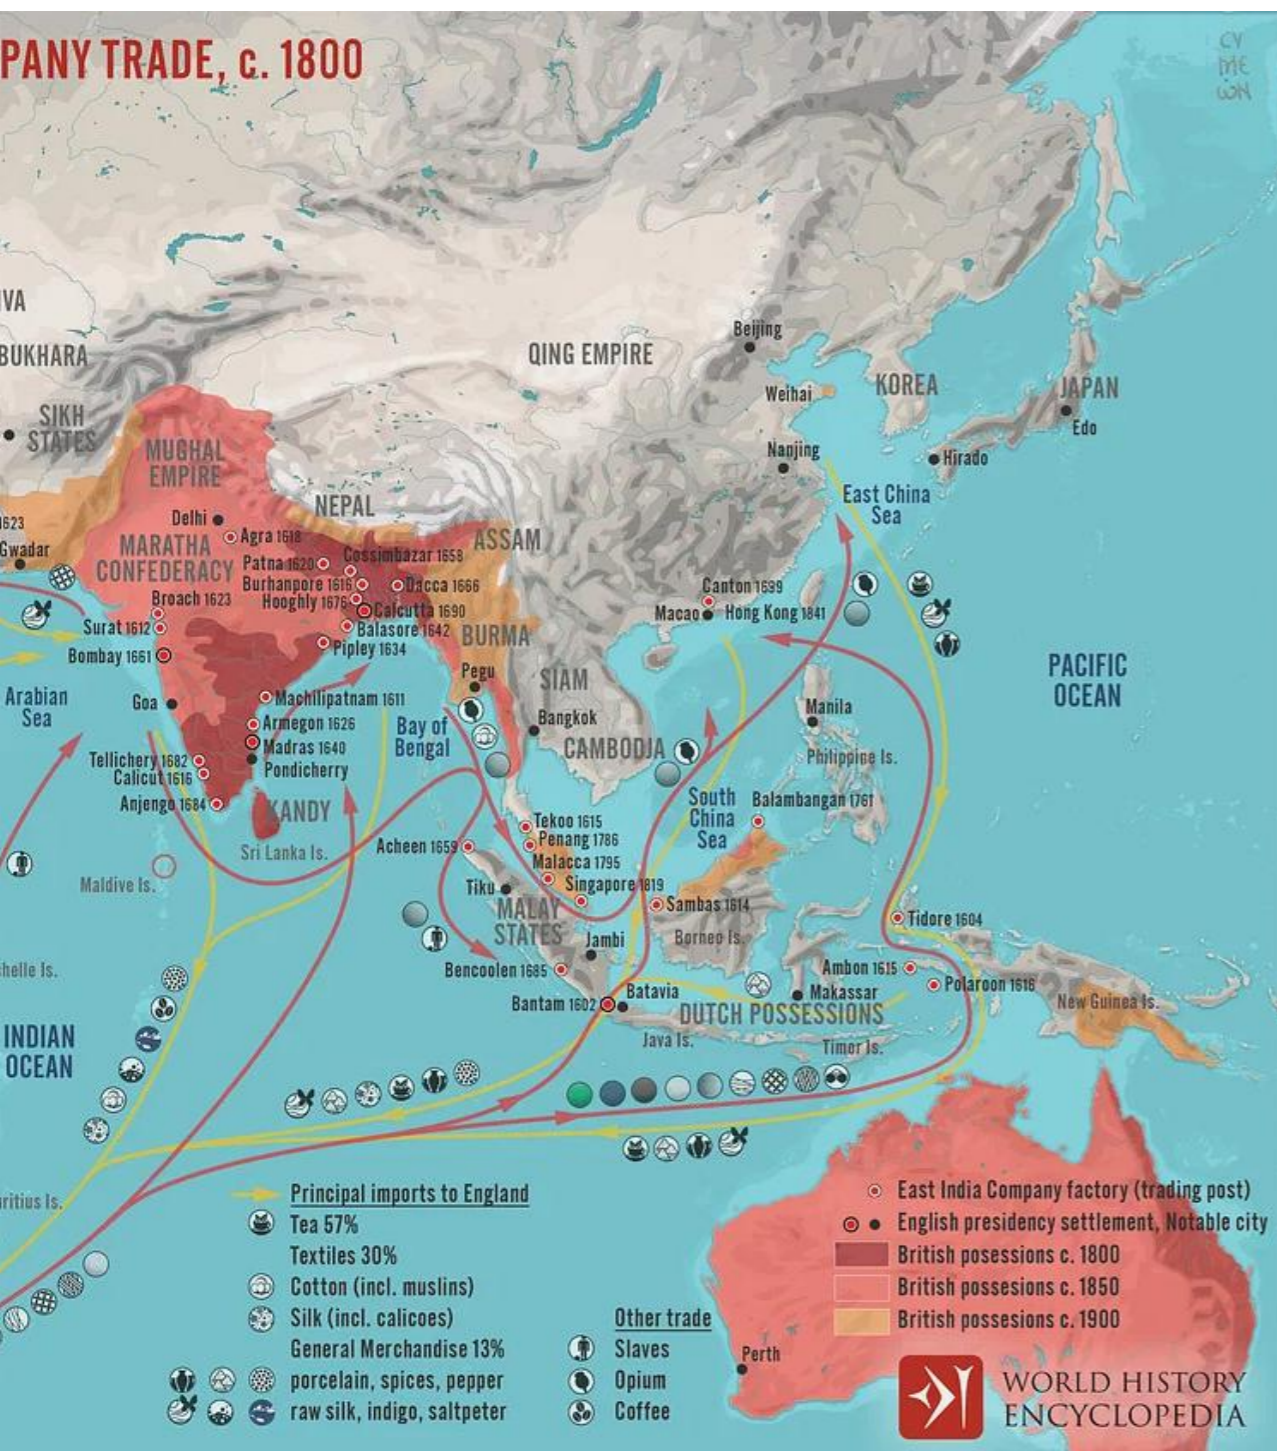 PANY TRADE, c. 1800
CY
ME
WN
IVA
BUKHARA
SIKH
STATES
QING EMPIRE
Beijing
Weihai
KOREA
JAPAN
Edo
Nanjing
Hirado
MUGHAL
EMPIRE
NEPAL
East China
Sea
1623
Gwadar
Delhi
Agra 1618
ASSAM
MARATHA
CONFEDERACY
Patna 1620
Cossimbazar 1658
Burhanpore 1616
Dacca 1666
Broach 1623
Hooghly 1676
Calcutta 1690
Surat 1612
Balasore 1642
Bombay 1661
Pipley 1634
BURMA
Canton 1699
Macao
Hong Kong 1841
Pegu
SIAM
PACIFIC
OCEAN
Arabian
Sea
Goa
Machilipatnam 1611
Armegon 1626
Bay of
Bengal
Bangkok
Manila
Madras 1640
CAMBODJA
Tellichery 1682
Pondicherry
Philippine Is.
Calicut 1616
Anjengo 1684
KANDY
South
China
Sea
Balambangan 1761
Sri Lanka Is.
Tekoo 1615
Penang 1786
Acheen 1659
Malacca 1795
Maldive Is.
Tiku
Singapore 1819
Sambas 1614
MALAY
STATES
Tidore 1604
Jambi
Borneo Is.
chelle Is.
Bencoolen 1685
Ambon 1615
Polaroon 1616
Bantam 1602
Batavia
Makassar
New Guinea Is.
DUTCH POSSESSIONS
INDIAN
OCEAN
Java Is.
Timor Is.
uritius Is.
Principal imports to England
Tea 57%
Textiles 30%
Cotton (incl. muslins)
Silk (incl. calicoes)
General Merchandise 13%
porcelain, spices, pepper
raw silk, indigo, saltpeter
Other trade
Slaves
Opium
Coffee
Perth
East India Company factory (trading post)
English presidency settlement, Notable city
British posessions c. 1800
British possesions c. 1850
British possesions c. 1900
WORLD HISTORY
ENCYCLOPEDIA